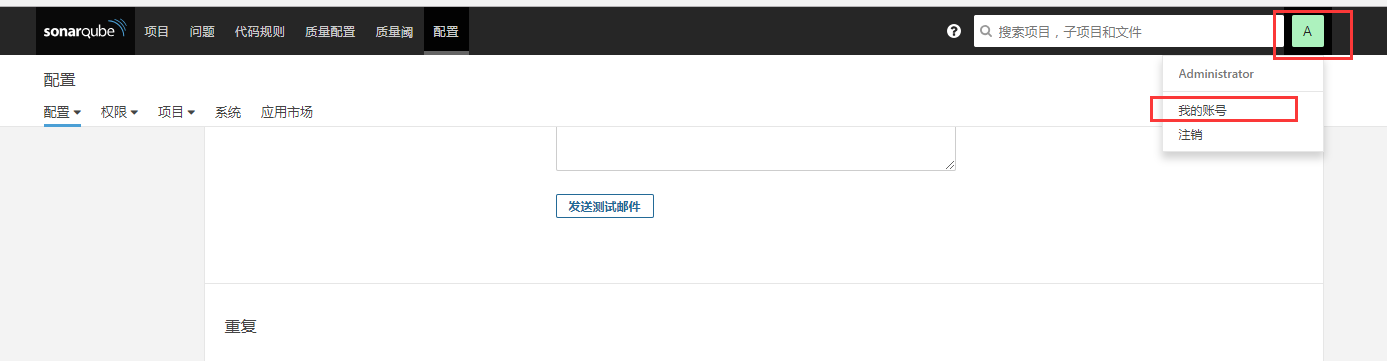 sonarqube 项目 问题 代码规则 质量配置 质量阈 配置 ? 搜索项目，子项目和文件 A
配置
Administrator
配置 权限 项目 系统 应用市场
我的账号
注销
发送测试邮件
重复